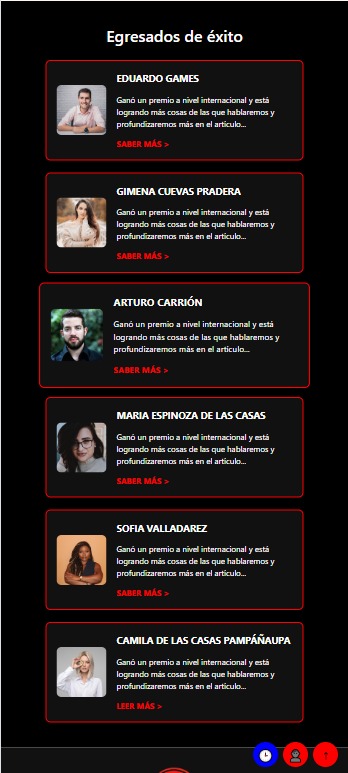 Egresados de éxito
EDUARDO GAMES
Ganó un premio a nivel internacional y está
logrando más cosas de las que hablaremos y
profundizaremos más en el artículo...
SABER MÁS >
GIMENA CUEVAS PRADERA
Ganó un premio a nivel internacional y está
logrando más cosas de las que hablaremos y
profundizaremos más en el artículo...
SABER MÁS >
ARTURO CARRIÓN
Ganó un premio a nivel internacional y está
logrando más cosas de las que hablaremos y
profundizaremos más en el artículo...
SABER MÁS >
MARIA ESPINOZA DE LAS CASAS
Ganó un premio a nivel internacional y está
logrando más cosas de las que hablaremos y
profundizaremos más en el artículo...
SABER MÁS >
SOFIA VALLADAREZ
Ganó un premio a nivel internacional y está
logrando más cosas de las que hablaremos y
profundizaremos más en el artículo...
SABER MÁS >
CAMILA DE LAS CASAS PAMPÁÑAUPA
Ganó un premio a nivel internacional y está
logrando más cosas de las que hablaremos y
profundizaremos más en el artículo...
LEER MÁS >